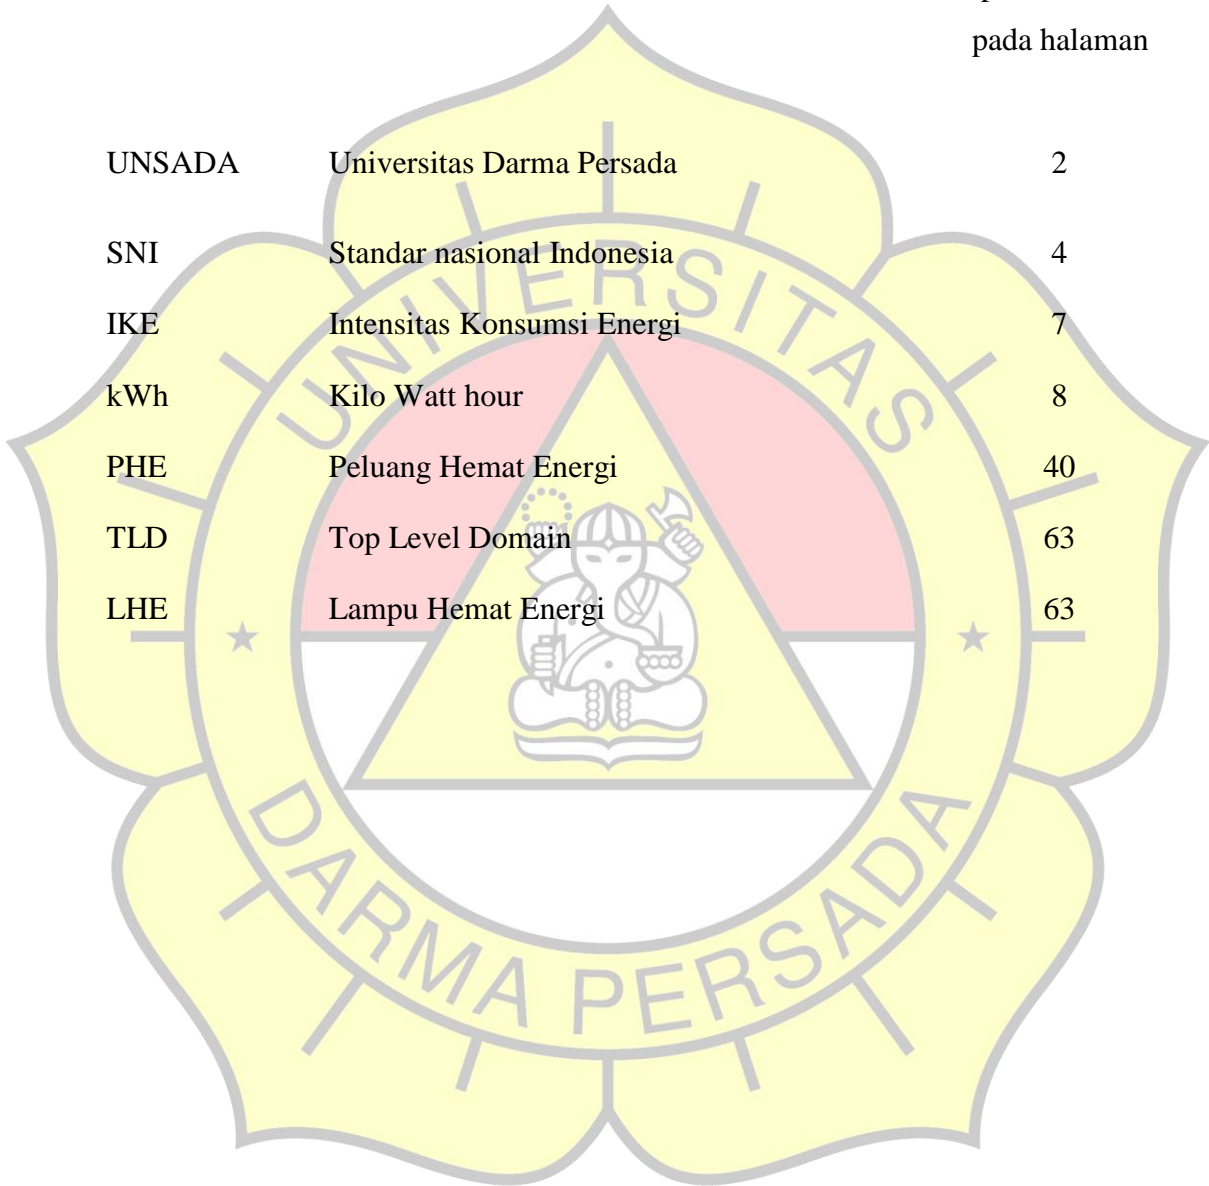 pada halaman
UNSADA Universitas Darma Persada 2
SNI Standar nasional Indonesia 4
IKE Intensitas Konsumsi Energi 7
kWh Kilo Watt hour 8
PHE Peluang Hemat Energi 40
TLD Top Level Domain 63
LHE Lampu Hemat Energi 63
UNIVERSITAS
DARMA PERSADA